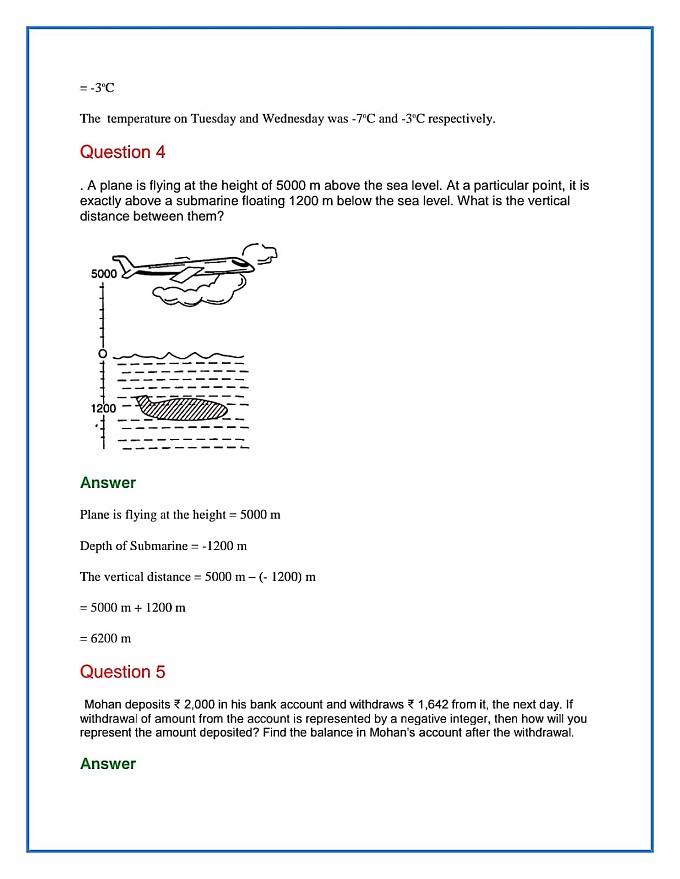 = -3°C
The temperature on Tuesday and Wednesday was -7°C and -3°C respectively.
Question 4
. A plane is flying at the height of 5000 m above the sea level. At a particular point, it is
exactly above a submarine floating 1200 m below the sea level. What is the vertical
distance between them?
5000
O
1200
Answer
Plane is flying at the height = 5000 m
Depth of Submarine = -1200 m
The vertical distance = 5000 m – (- 1200) m
= 5000 m + 1200 m
= 6200 m
Question 5
Mohan deposits ₹ 2,000 in his bank account and withdraws ₹ 1,642 from it, the next day. If
withdrawal of amount from the account is represented by a negative integer, then how will you
represent the amount deposited? Find the balance in Mohan's account after the withdrawal.
Answer